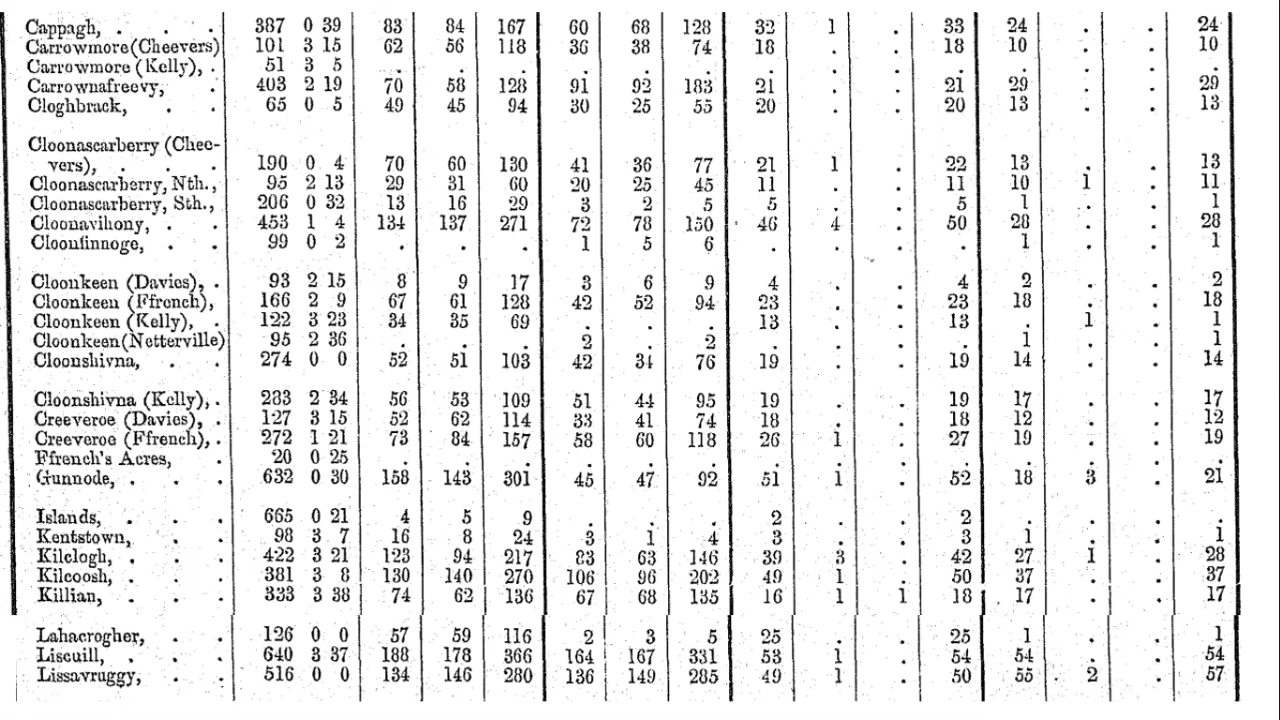 Cappagh, . . . 387 0 39 83 84 167 60 68 128 32 1 . 33 24 . . 24
Carrowmore (Cheevers) 101 3 15 62 56 118 36 38 74 18 . . 18 10 . . 10
Carrowmore (Kelly), . 51 3 5 . . . . . . . . . . . . . .
Carrownafreevy, . 403 2 19 70 58 128 91 92 183 21 . . 21 29 . . 29
Cloghbrack, . . 65 0 5 49 45 94 30 25 55 20 . . 20 13 . . 13
Cloonascarberry (Chee-
vers), . . . 190 0 4 70 60 130 41 36 77 21 1 . 22 13 . . 13
Cloonascarberry, Nth., 95 2 13 29 31 60 20 25 45 11 . . 11 10 1 . 11
Cloonascarberry, Sth., 206 0 32 13 16 29 3 2 5 5 . . 5 1 . . 1
Cloonavihony, . . 453 1 4 134 137 271 72 78 150 46 4 . 50 28 . . 28
Cloonfinnoge, . . 99 0 2 . . . 1 5 6 . . . . 1 . . 1
Cloonkeen (Davies), . 93 2 15 8 9 17 3 6 9 4 . . 4 2 . . 2
Cloonkeen (Ffrench), 166 2 9 67 61 128 42 52 94 23 . . 23 18 . . 18
Cloonkeen (Kelly), . 122 3 23 34 35 69 . . . 13 . . 13 . 1 . 1
Cloonkeen (Netterville) 95 2 36 . . . 2 . 2 . . . . 1 . . 1
Cloonshivna, . . 274 0 0 52 51 103 42 34 76 19 . . 19 14 . . 14
Cloonshivna (Kelly), . 283 2 34 56 53 109 51 44 95 19 . . 19 17 . . 17
Creeveroe (Davies), . 127 3 15 52 62 114 33 41 74 18 . . 18 12 . . 12
Creeveroe (Ffrench), . 272 1 21 73 84 157 58 60 118 26 1 . 27 19 . . 19
Ffrench's Acres, . 20 0 25 . . . . . . . . . . . . . .
Gunnode, . . . 632 0 30 158 143 301 45 47 92 51 1 . 52 18 3 . 21
Islands, . . . 665 0 21 4 5 9 . . . 2 . . 2 . . . .
Kentstown, . . 98 3 7 16 8 24 3 1 4 3 . . 3 1 . . 1
Kilclogh, . . . 422 3 21 123 94 217 83 63 146 39 3 . 42 27 1 . 28
Kilcoosh, . . . 381 3 8 130 140 270 106 96 202 49 1 . 50 37 . . 37
Killian, . . . 333 3 38 74 62 136 67 68 135 16 1 1 18 17 . . 17
Lahacrogher, . . 126 0 0 57 59 116 2 3 5 25 . . 25 1 . . 1
Liscuill, . . . 640 3 37 188 178 366 164 167 331 53 1 . 54 54 . . 54
Lissavruggy, . . 516 0 0 134 146 280 136 149 285 49 1 . 50 55 2 . 57